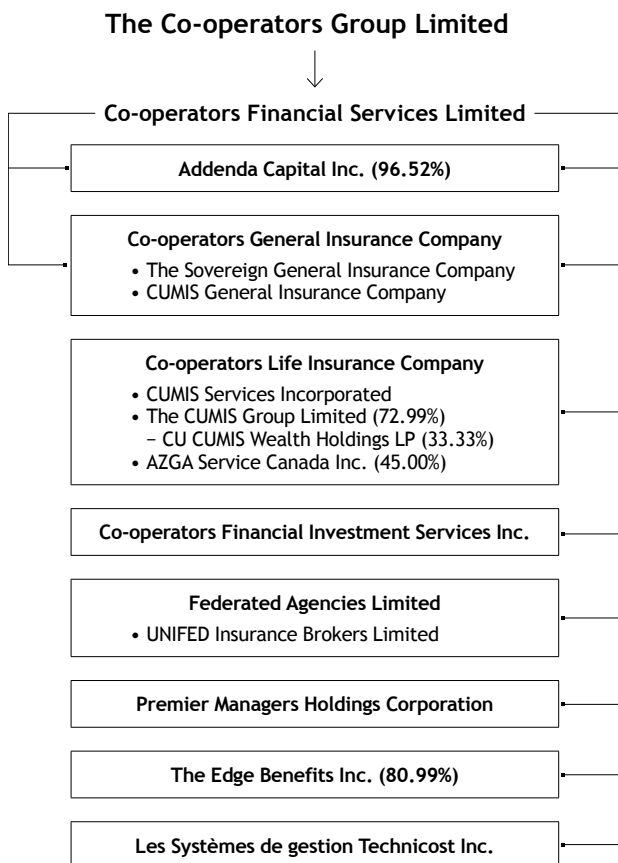 The Co-operators Group Limited
Co-operators Financial Services Limited
Addenda Capital Inc. (96.52%)
Co-operators General Insurance Company
• The Sovereign General Insurance Company
• CUMIS General Insurance Company
Co-operators Life Insurance Company
• CUMIS Services Incorporated
• The CUMIS Group Limited (72.99%)
– CU CUMIS Wealth Holdings LP (33.33%)
• AZGA Service Canada Inc. (45.00%)
Co-operators Financial Investment Services Inc.
Federated Agencies Limited
• UNIFED Insurance Brokers Limited
Premier Managers Holdings Corporation
The Edge Benefits Inc. (80.99%)
Les Systèmes de gestion Technicost Inc.